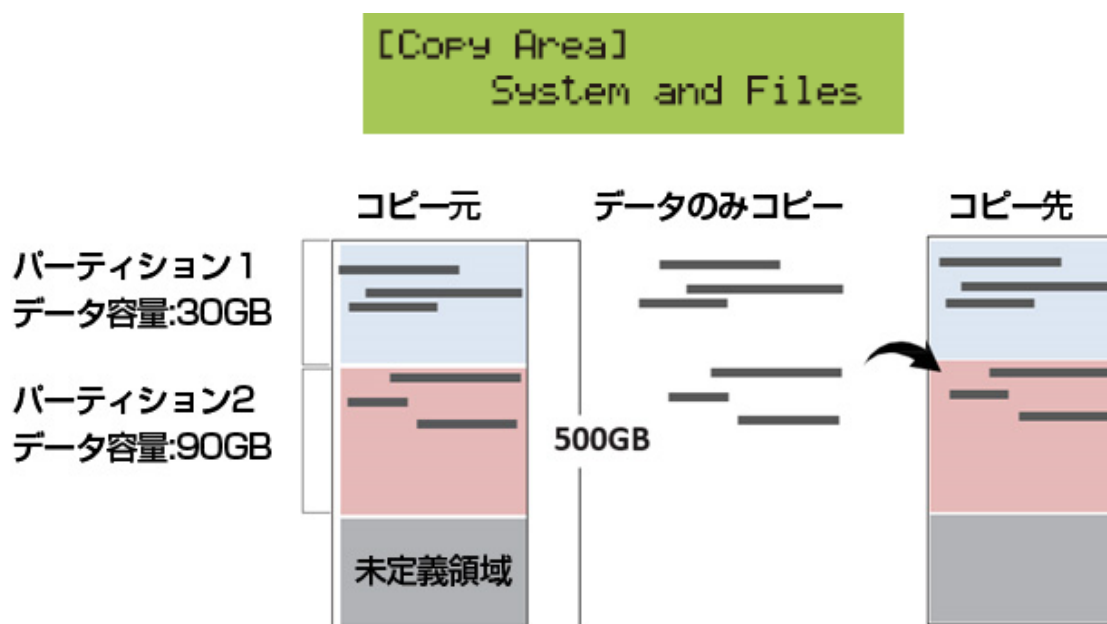 [Copy Area]
System and Files
コピー元
データのみコピー
コピー先
パーティション1
データ容量:30GB
パーティション2
データ容量:90GB
500GB
未定義領域